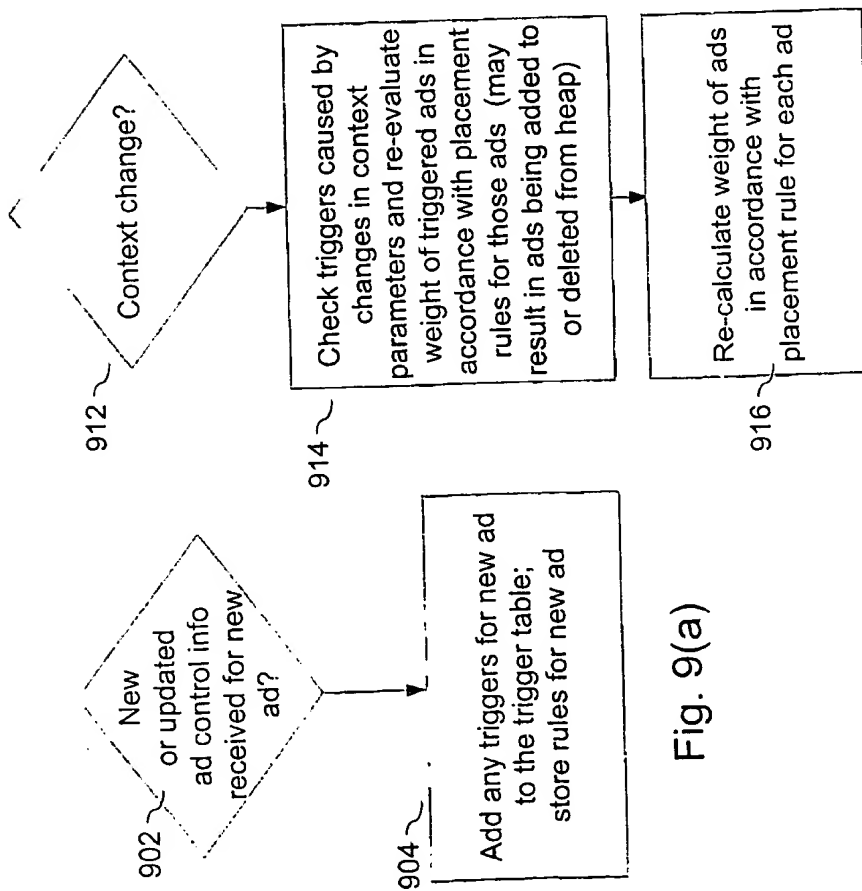 New
or updated
ad control info
received for new
ad?
902
Add any triggers for new ad
to the trigger table;
store rules for new ad
904
Fig. 9(a)
Context change?
912
Check triggers caused by
changes in context
parameters and re-evaluate
weight of triggered ads in
accordance with placement
rules for those ads (may
result in ads being added to
or deleted from heap)
914
Re-calculate weight of ads
in accordance with
placement rule for each ad
916